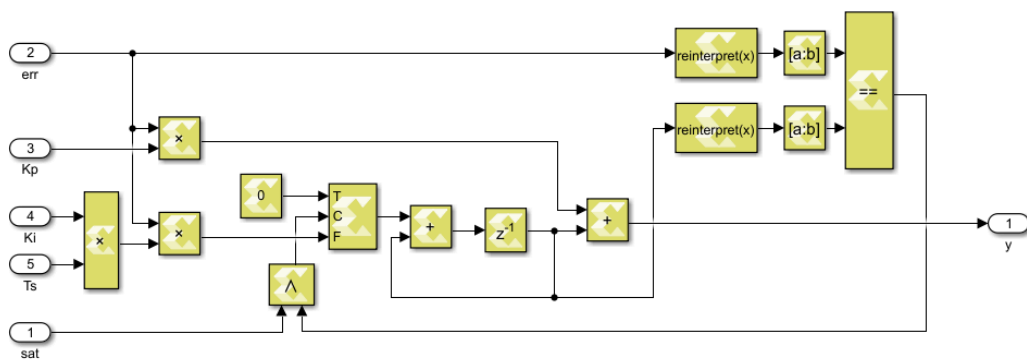 2
err
reinterpret(x)
[a:b]
==
reinterpret(x)
[a:b]
3
Kp
×
0
T
C
F
4
Ki
×
×
+
z⁻¹
+
1
y
5
Ts
∧
1
sat